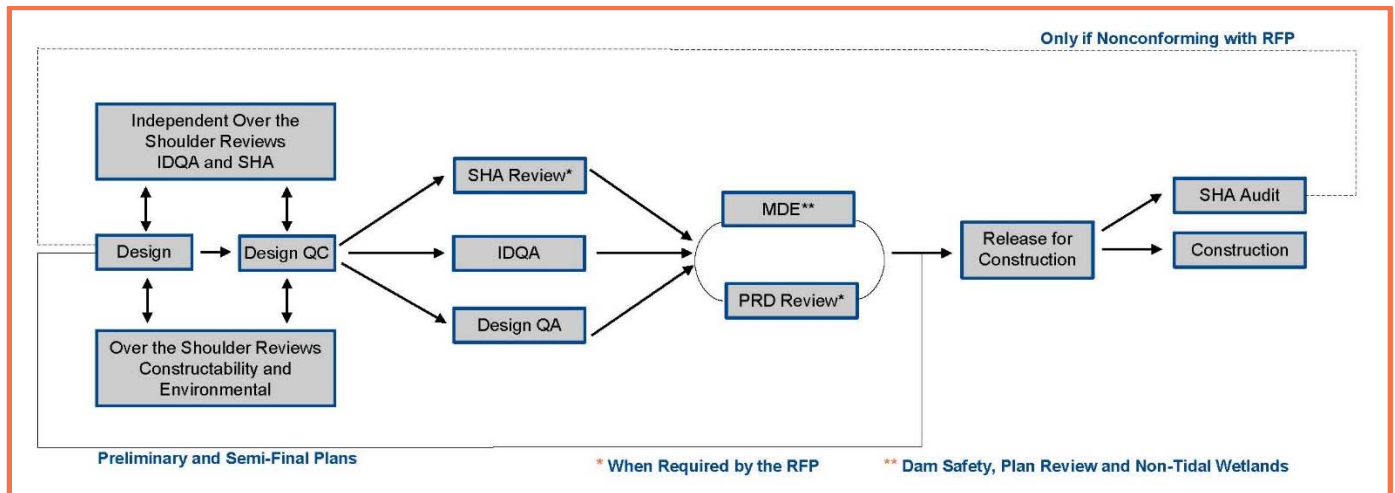 Only if Nonconforming with RFP
Independent Over the
Shoulder Reviews
IDQA and SHA
Design
Design QC
Over the Shoulder Reviews
Constructability and
Environmental
SHA Review*
IDQA
Design QA
MDE**
PRD Review*
Release for
Construction
SHA Audit
Construction
Preliminary and Semi-Final Plans
* When Required by the RFP
** Dam Safety, Plan Review and Non-Tidal Wetlands